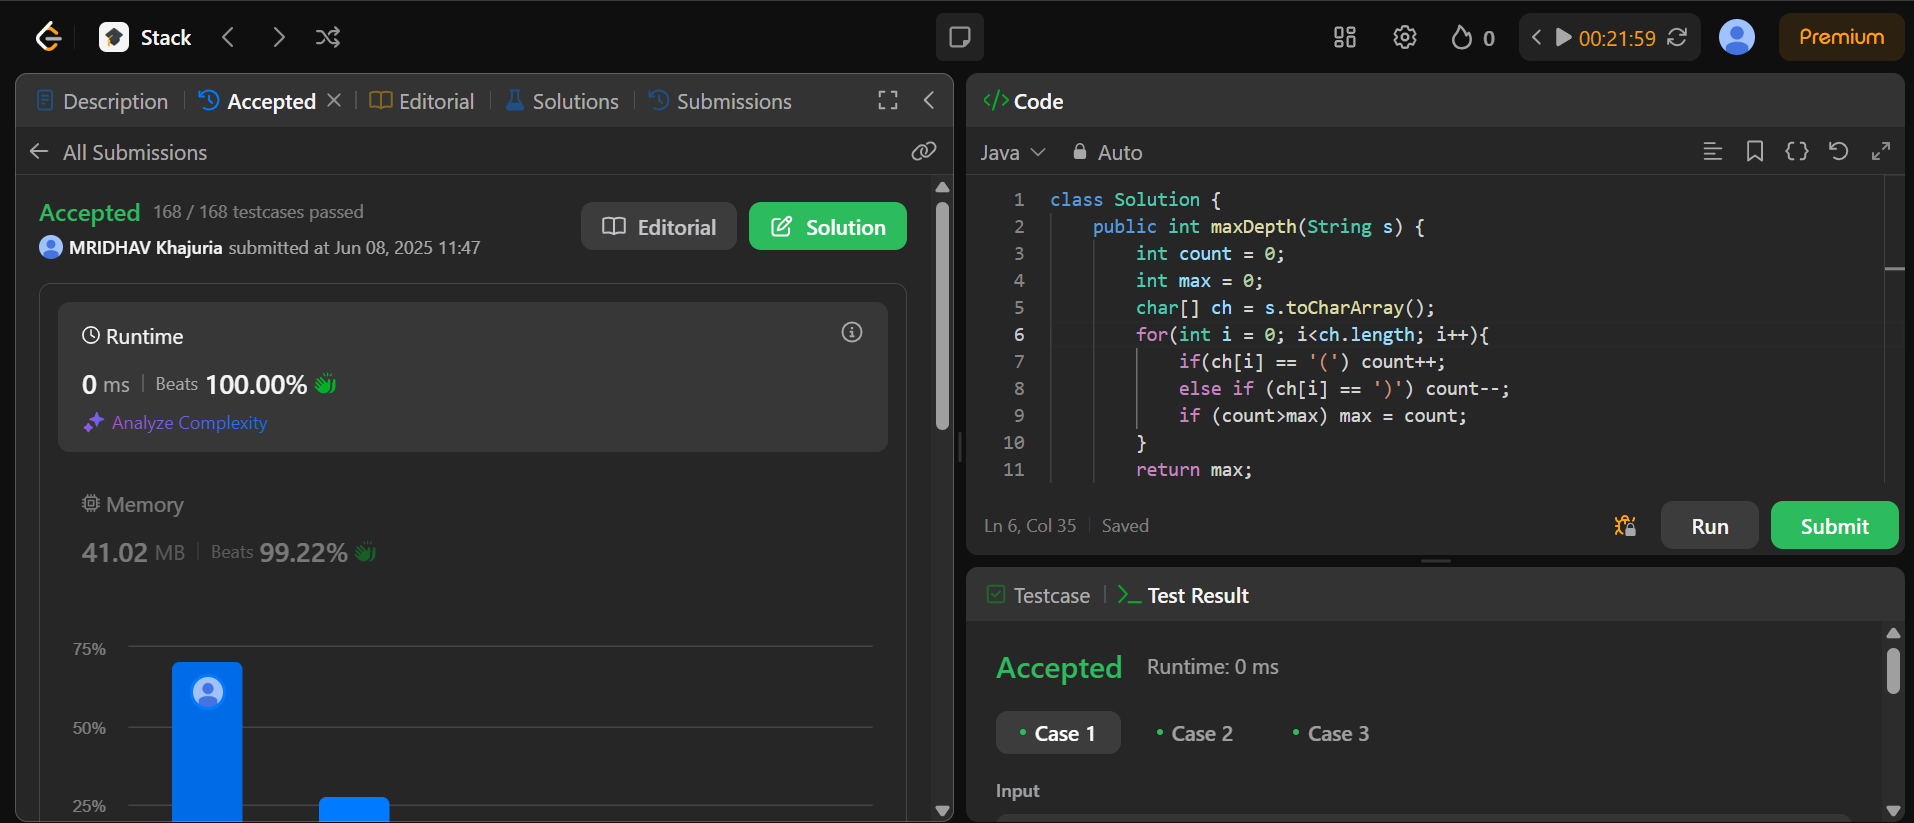 Stack
0
00:21:59
Premium
Description
Accepted
Editorial
Solutions
Submissions
All Submissions
Accepted 168 / 168 testcases passed
MRIDHAV Khajuria submitted at Jun 08, 2025 11:47
Editorial
Solution
Runtime
0 ms | Beats 100.00%
Analyze Complexity
Memory
41.02 MB | Beats 99.22%
75%
50%
25%
</> Code
Java
Auto
1 class Solution {
2 public int maxDepth(String s) {
3 int count = 0;
4 int max = 0;
5 char[] ch = s.toCharArray();
6 for(int i = 0; i<ch.length; i++){
7 if(ch[i] == '(') count++;
8 else if (ch[i] == ')') count--;
9 if (count>max) max = count;
10 }
11 return max;
Ln 6, Col 35 | Saved
Run
Submit
Testcase
Test Result
Accepted Runtime: 0 ms
Case 1
Case 2
Case 3
Input